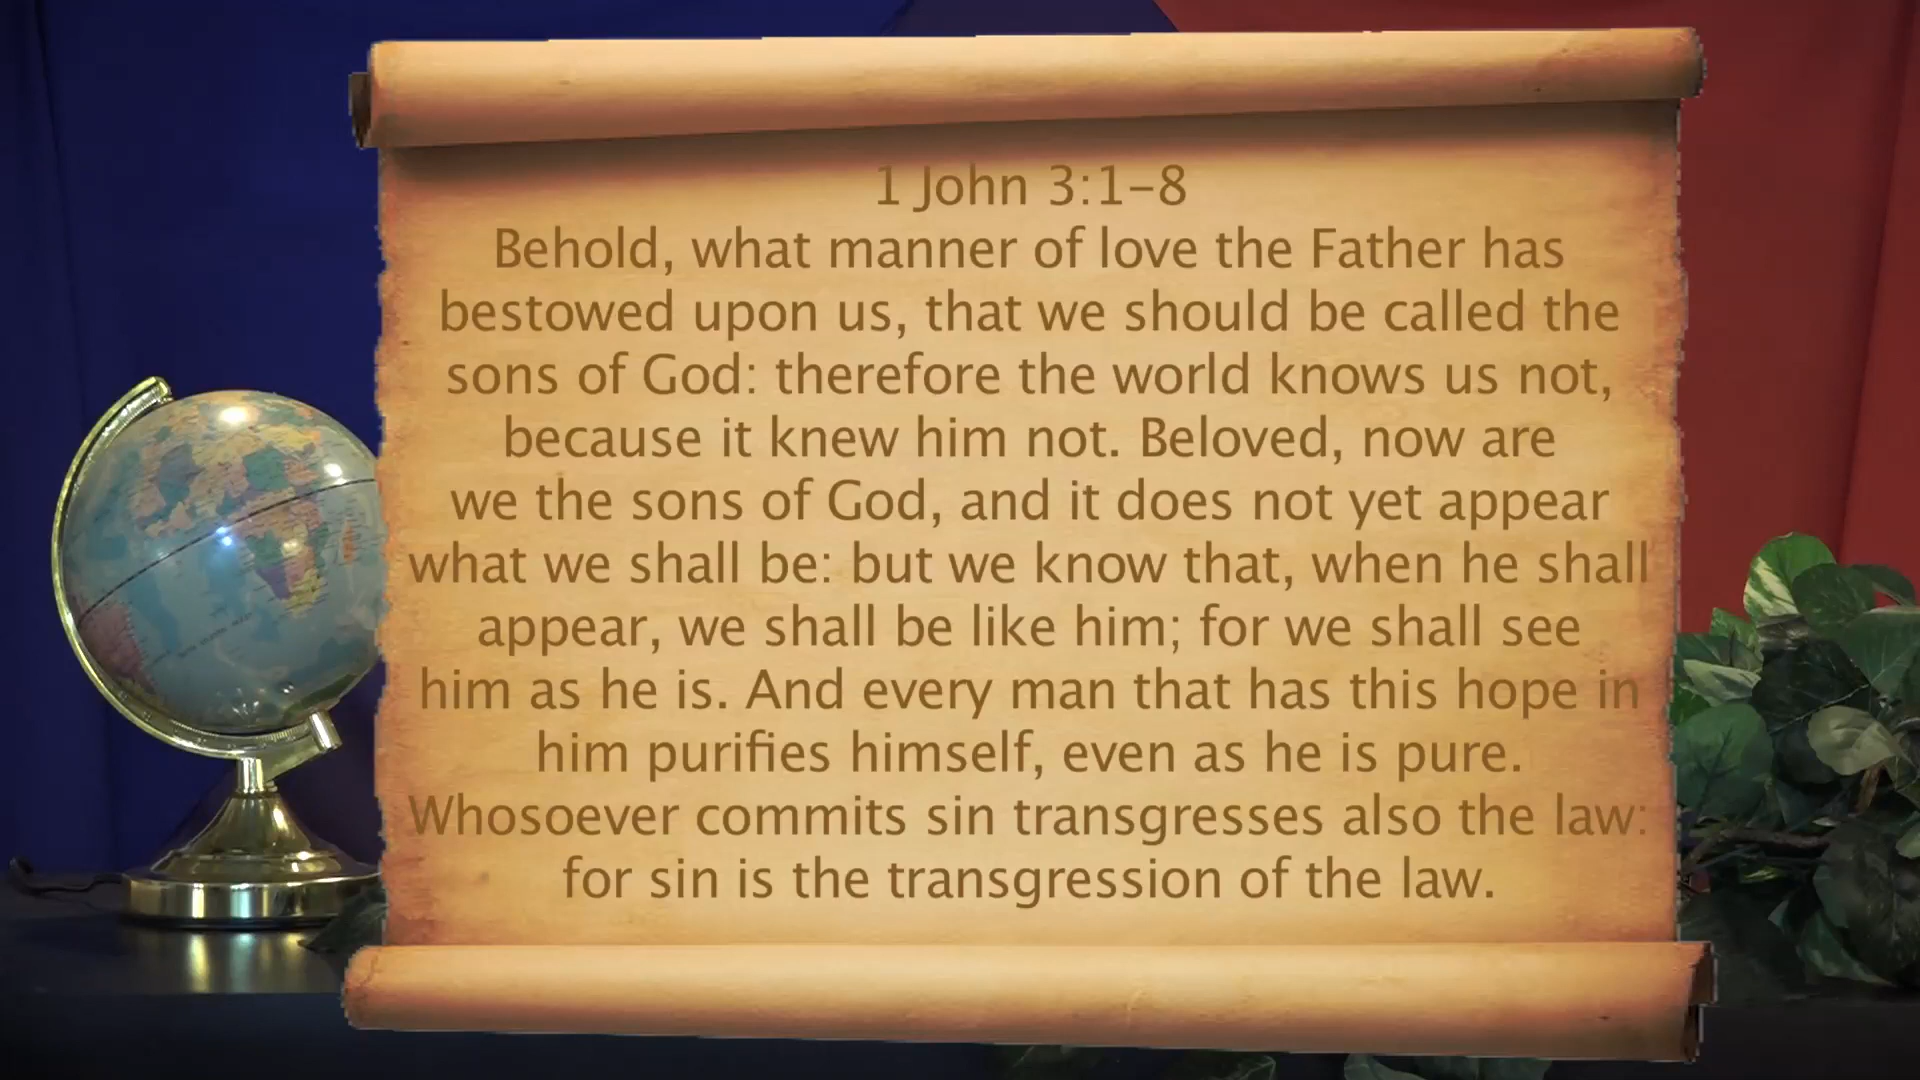 1 John 3:1-8
Behold, what manner of love the Father has
bestowed upon us, that we should be called the
sons of God: therefore the world knows us not,
because it knew him not. Beloved, now are
we the sons of God, and it does not yet appear
what we shall be: but we know that, when he shall
appear, we shall be like him; for we shall see
him as he is. And every man that has this hope in
him purifies himself, even as he is pure.
Whosoever commits sin transgresses also the law:
for sin is the transgression of the law.